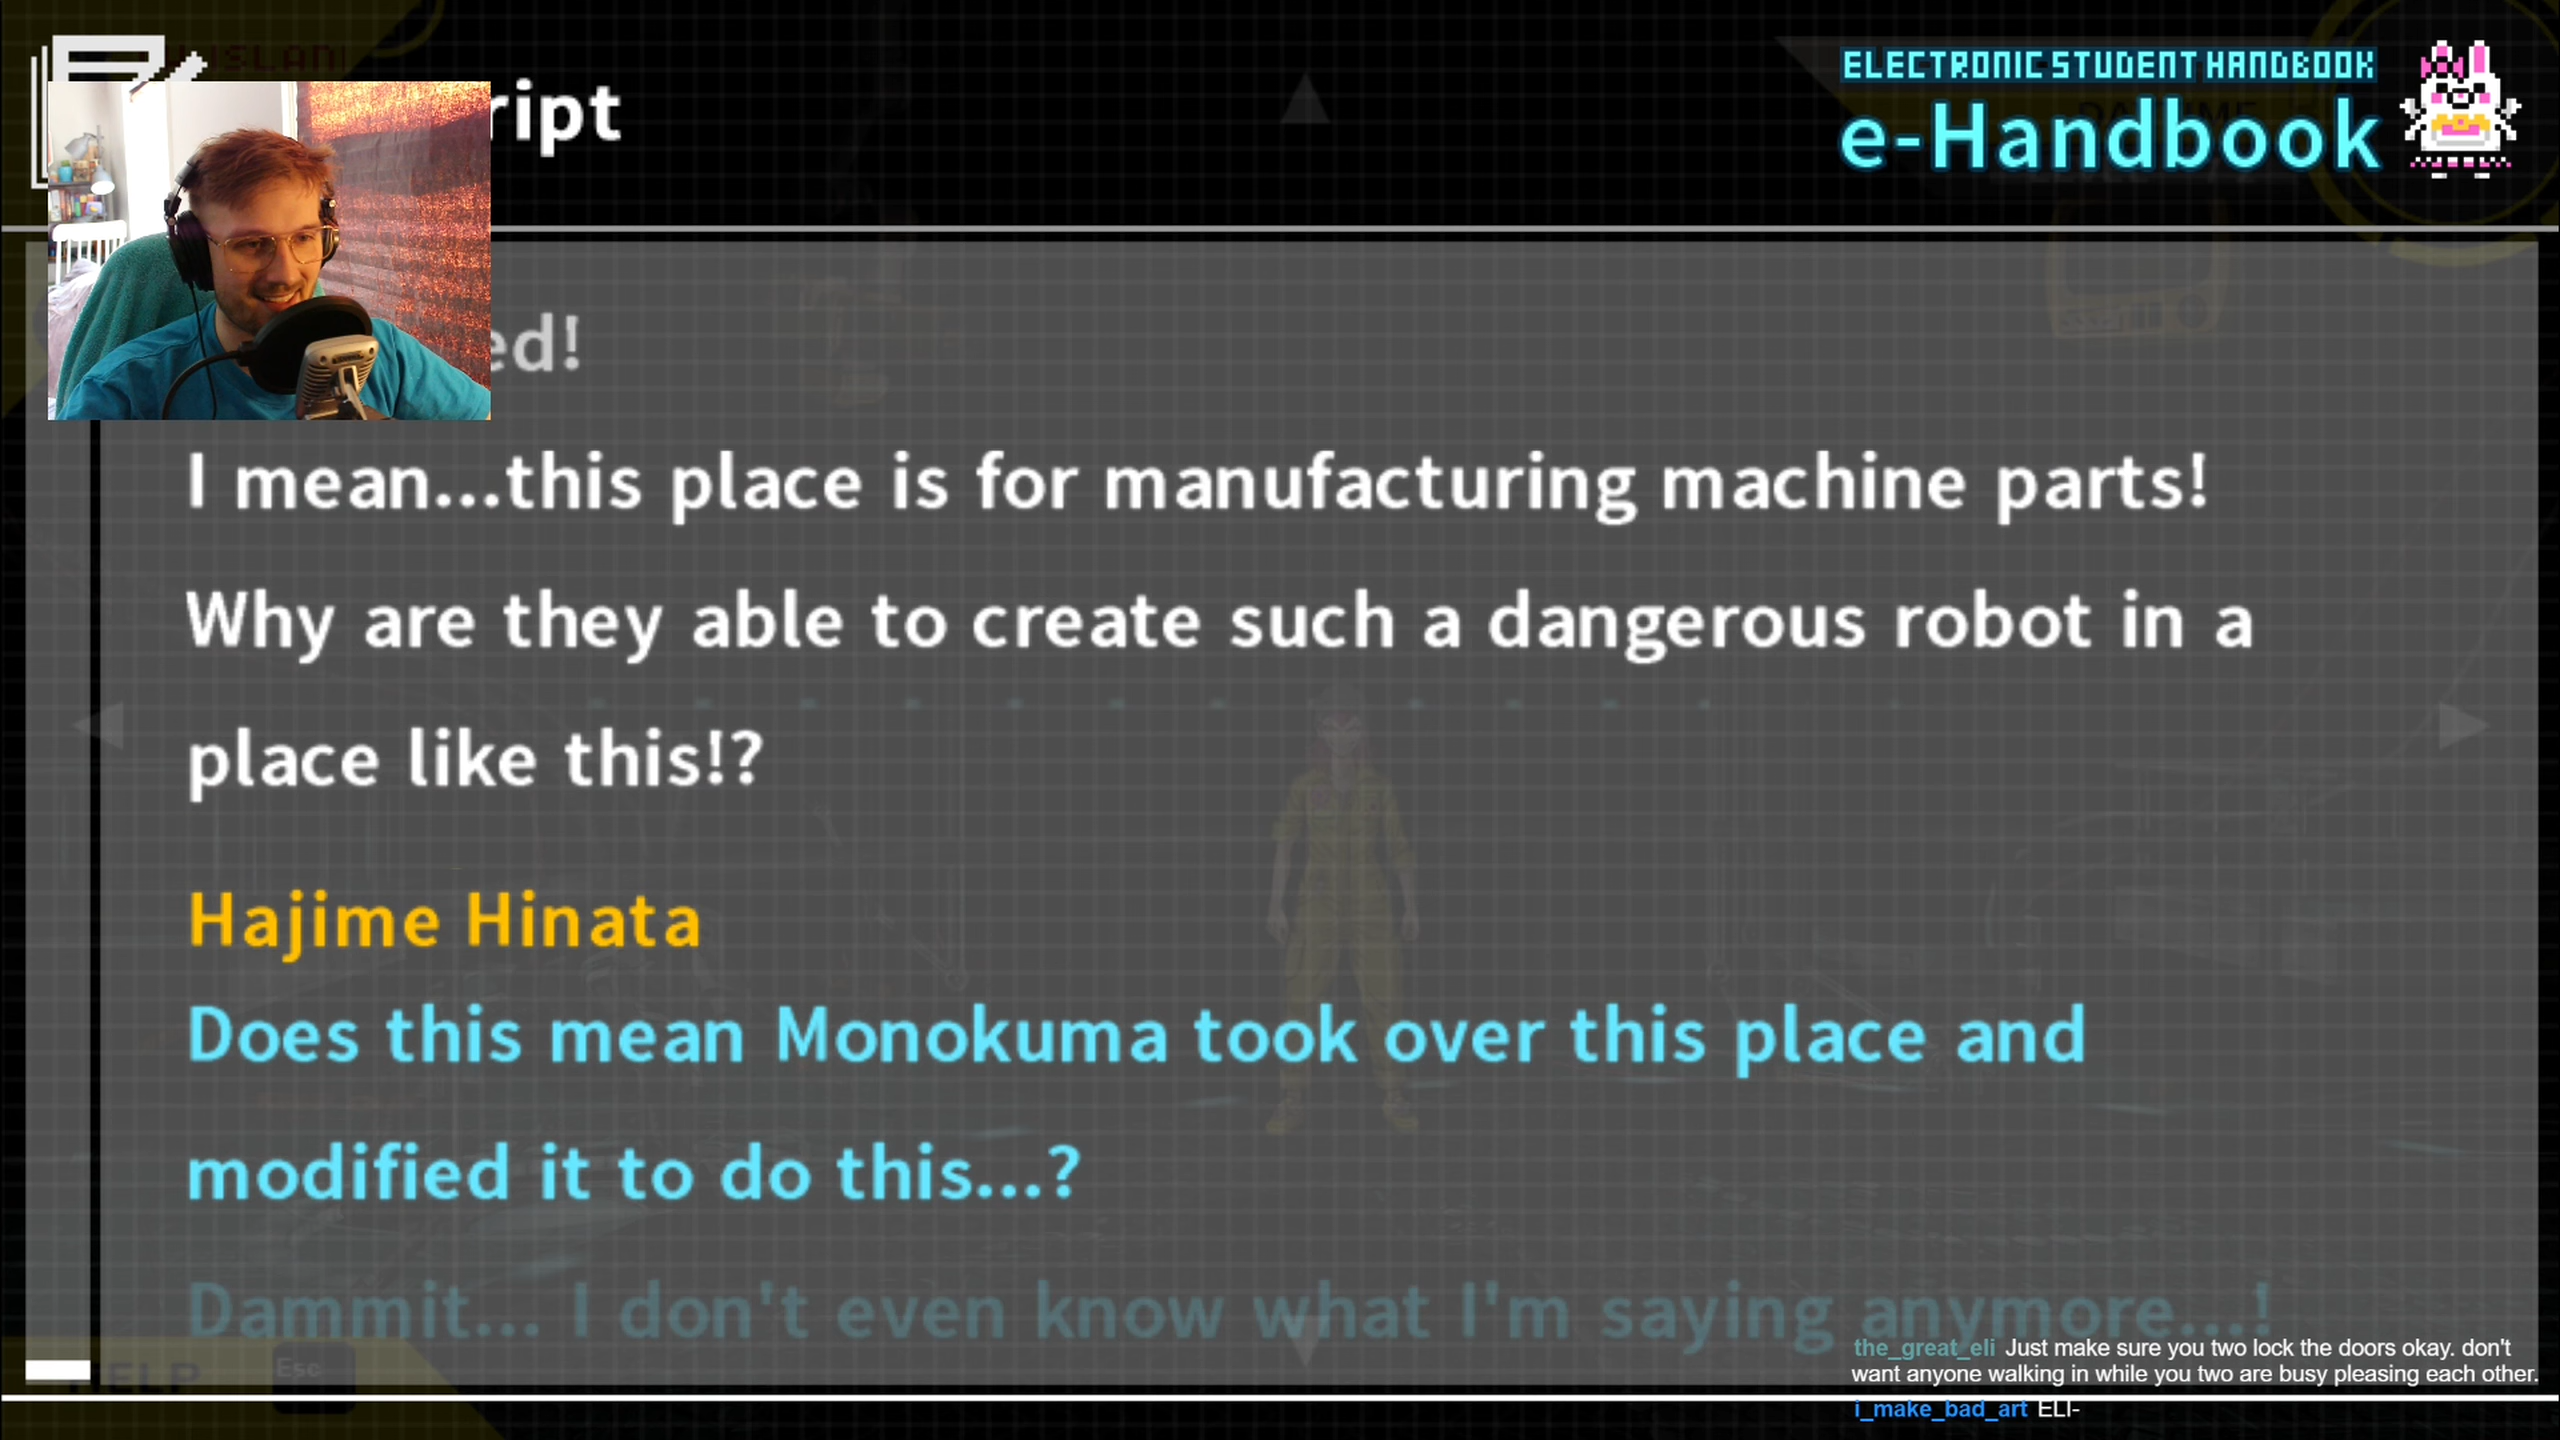 ELECTRONIC STUDENT HANDBOOK
e-Handbook
ript
ed!
I mean...this place is for manufacturing machine parts!
Why are they able to create such a dangerous robot in a
place like this!?
Hajime Hinata
Does this mean Monokuma took over this place and
modified it to do this...?
Dammit... I don't even know what I'm saying anymore...!
HELP Esc
the_great_eli Just make sure you two lock the doors okay. don't
want anyone walking in while you two are busy pleasing each other.
i_make_bad_art ELI-